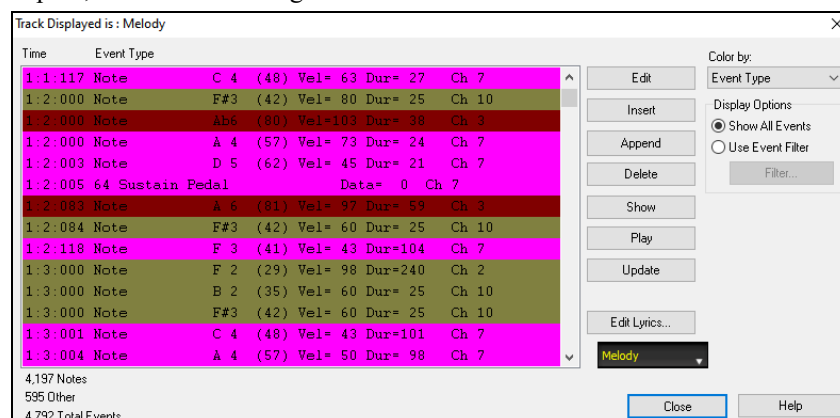 Track Displayed is : Melody
Time Event Type
1:1:117 Note C 4 (48) Vel= 63 Dur= 27 Ch 7
1:2:000 Note F#3 (42) Vel= 80 Dur= 25 Ch 10
1:2:000 Note Ab6 (80) Vel=103 Dur= 38 Ch 3
1:2:000 Note A 4 (57) Vel= 73 Dur= 24 Ch 7
1:2:003 Note D 5 (62) Vel= 45 Dur= 21 Ch 7
1:2:005 64 Sustain Pedal Data= 0 Ch 7
1:2:083 Note A 6 (81) Vel= 97 Dur= 59 Ch 3
1:2:084 Note F#3 (42) Vel= 60 Dur= 25 Ch 10
1:2:118 Note F 3 (41) Vel= 43 Dur=104 Ch 7
1:3:000 Note F 2 (29) Vel= 98 Dur=240 Ch 2
1:3:000 Note B 2 (35) Vel= 60 Dur= 25 Ch 10
1:3:000 Note F#3 (42) Vel= 60 Dur= 25 Ch 10
1:3:001 Note C 4 (48) Vel= 43 Dur=101 Ch 7
1:3:004 Note A 4 (57) Vel= 50 Dur= 98 Ch 7
4,197 Notes
595 Other
4,792 Total Events
Edit
Insert
Append
Delete
Show
Play
Update
Edit Lyrics...
Melody
Color by:
Event Type
Display Options
Show All Events
Use Event Filter
Filter...
Close
Help